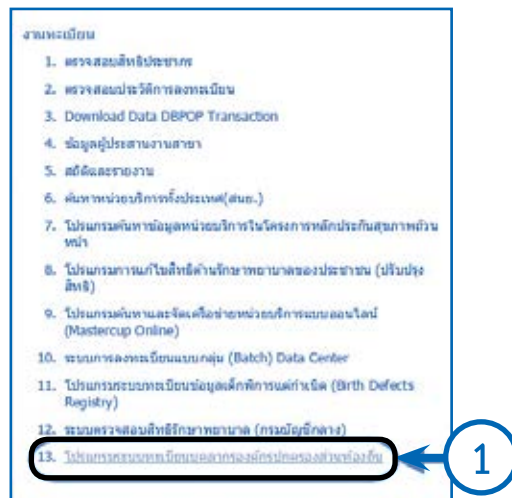 งานทะเบียน
1. ตรวจสอบสิทธิประชากร
2. ตรวจสอบประวัติการลงทะเบียน
3. Download Data DBPOP Transaction
4. ข้อมูลผู้ประสานงานสาขา
5. สถิติและรายงาน
6. ค้นหาหน่วยบริการทั้งประเทศ(สนย.)
7. โปรแกรมค้นหาข้อมูลหน่วยบริการในโครงการหลักประกันสุขภาพถ้วน
หน้า
8. โปรแกรมการแก้ไขสิทธิด้านรักษาพยาบาลของประชาชน (ปรับปรุง
สิทธิ)
9. โปรแกรมค้นหาและจัดเครือข่ายหน่วยบริการแบบออนไลน์
(Mastercup Online)
10. ระบบการลงทะเบียนแบบกลุ่ม (Batch) Data Center
11. โปรแกรมระบบทะเบียนข้อมูลเด็กพิการแต่กำเนิด (Birth Defects
Registry)
12. ระบบตรวจสอบสิทธิรักษาพยาบาล (กรมบัญชีกลาง)
13. โปรแกรมระบบทะเบียนบุคลากรองค์กรปกครองส่วนท้องถิ่น
1